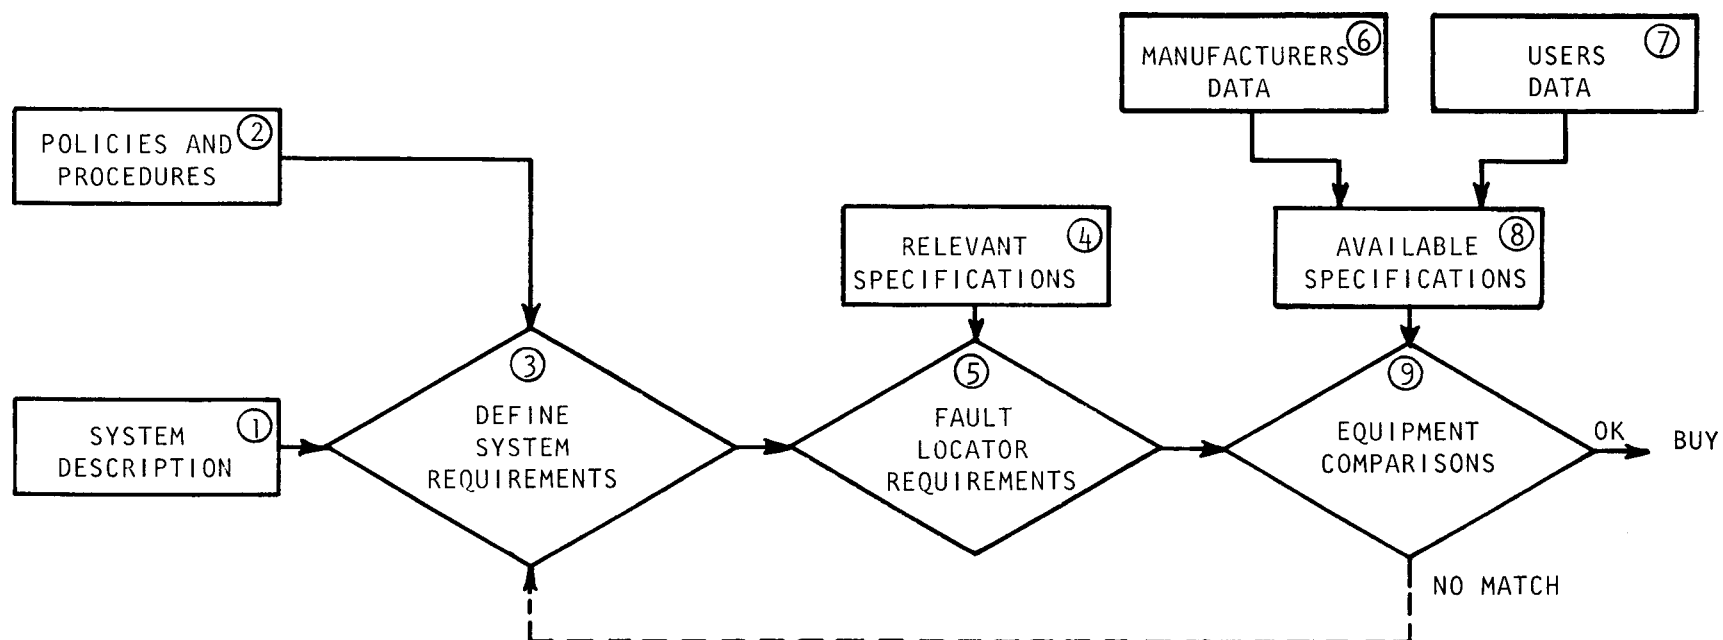 ②
POLICIES AND
PROCEDURES
①
SYSTEM
DESCRIPTION
③
DEFINE
SYSTEM
REQUIREMENTS
④
RELEVANT
SPECIFICATIONS
⑤
FAULT
LOCATOR
REQUIREMENTS
⑥
MANUFACTURERS
DATA
⑦
USERS
DATA
⑧
AVAILABLE
SPECIFICATIONS
⑨
EQUIPMENT
COMPARISONS
OK
BUY
NO MATCH